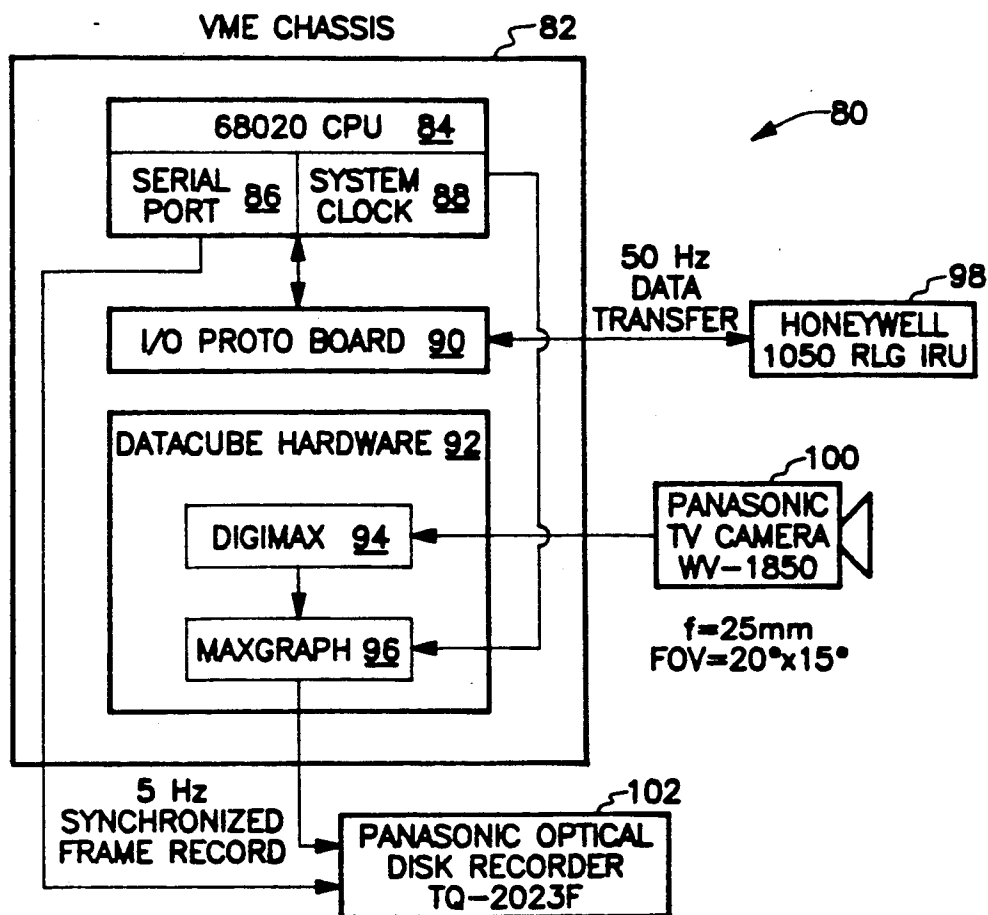 VME CHASSIS
82
80
68020 CPU 84
SERIAL PORT 86
SYSTEM CLOCK 88
I/O PROTO BOARD 90
50 Hz
DATA
TRANSFER
98
HONEYWELL
1050 RLG IRU
DATACUBE HARDWARE 92
DIGIMAX 94
MAXGRAPH 96
100
PANASONIC
TV CAMERA
WV-1850
f=25mm
FOV=20°x15°
5 Hz
SYNCHRONIZED
FRAME RECORD
102
PANASONIC OPTICAL
DISK RECORDER
TQ-2023F